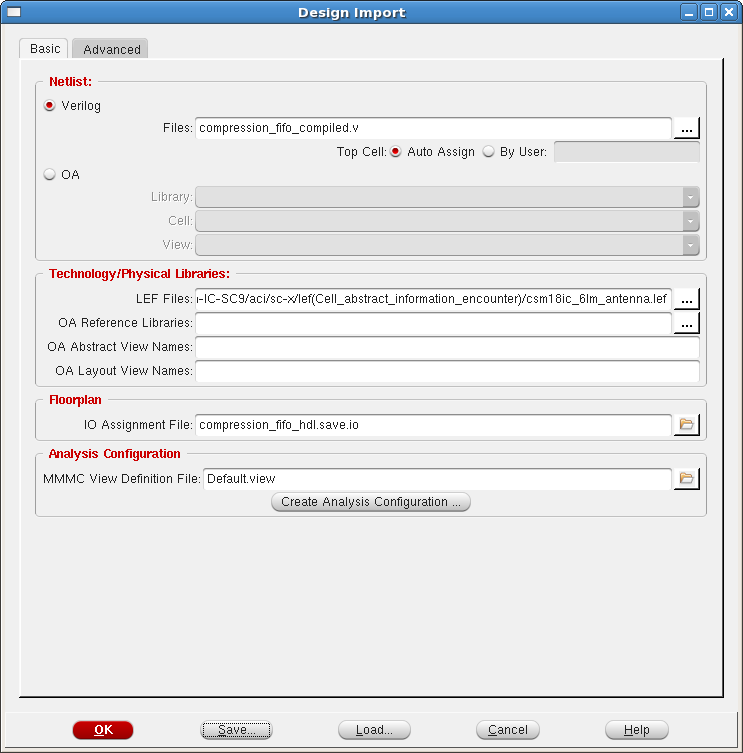 Design Import
Basic Advanced
Netlist:
Verilog
Files: compression_fifo_compiled.v ...
Top Cell: Auto Assign By User:
OA
Library:
Cell:
View:
Technology/Physical Libraries:
LEF Files: -IC-SC9/aci/sc-x/lef(Cell_abstract_information_encounter)/csm18ic_6lm_antenna.lef ...
OA Reference Libraries: ...
OA Abstract View Names:
OA Layout View Names:
Floorplan
IO Assignment File: compression_fifo_hdl.save.io
Analysis Configuration
MMMC View Definition File: Default.view
Create Analysis Configuration ...
OK Save... Load... Cancel Help